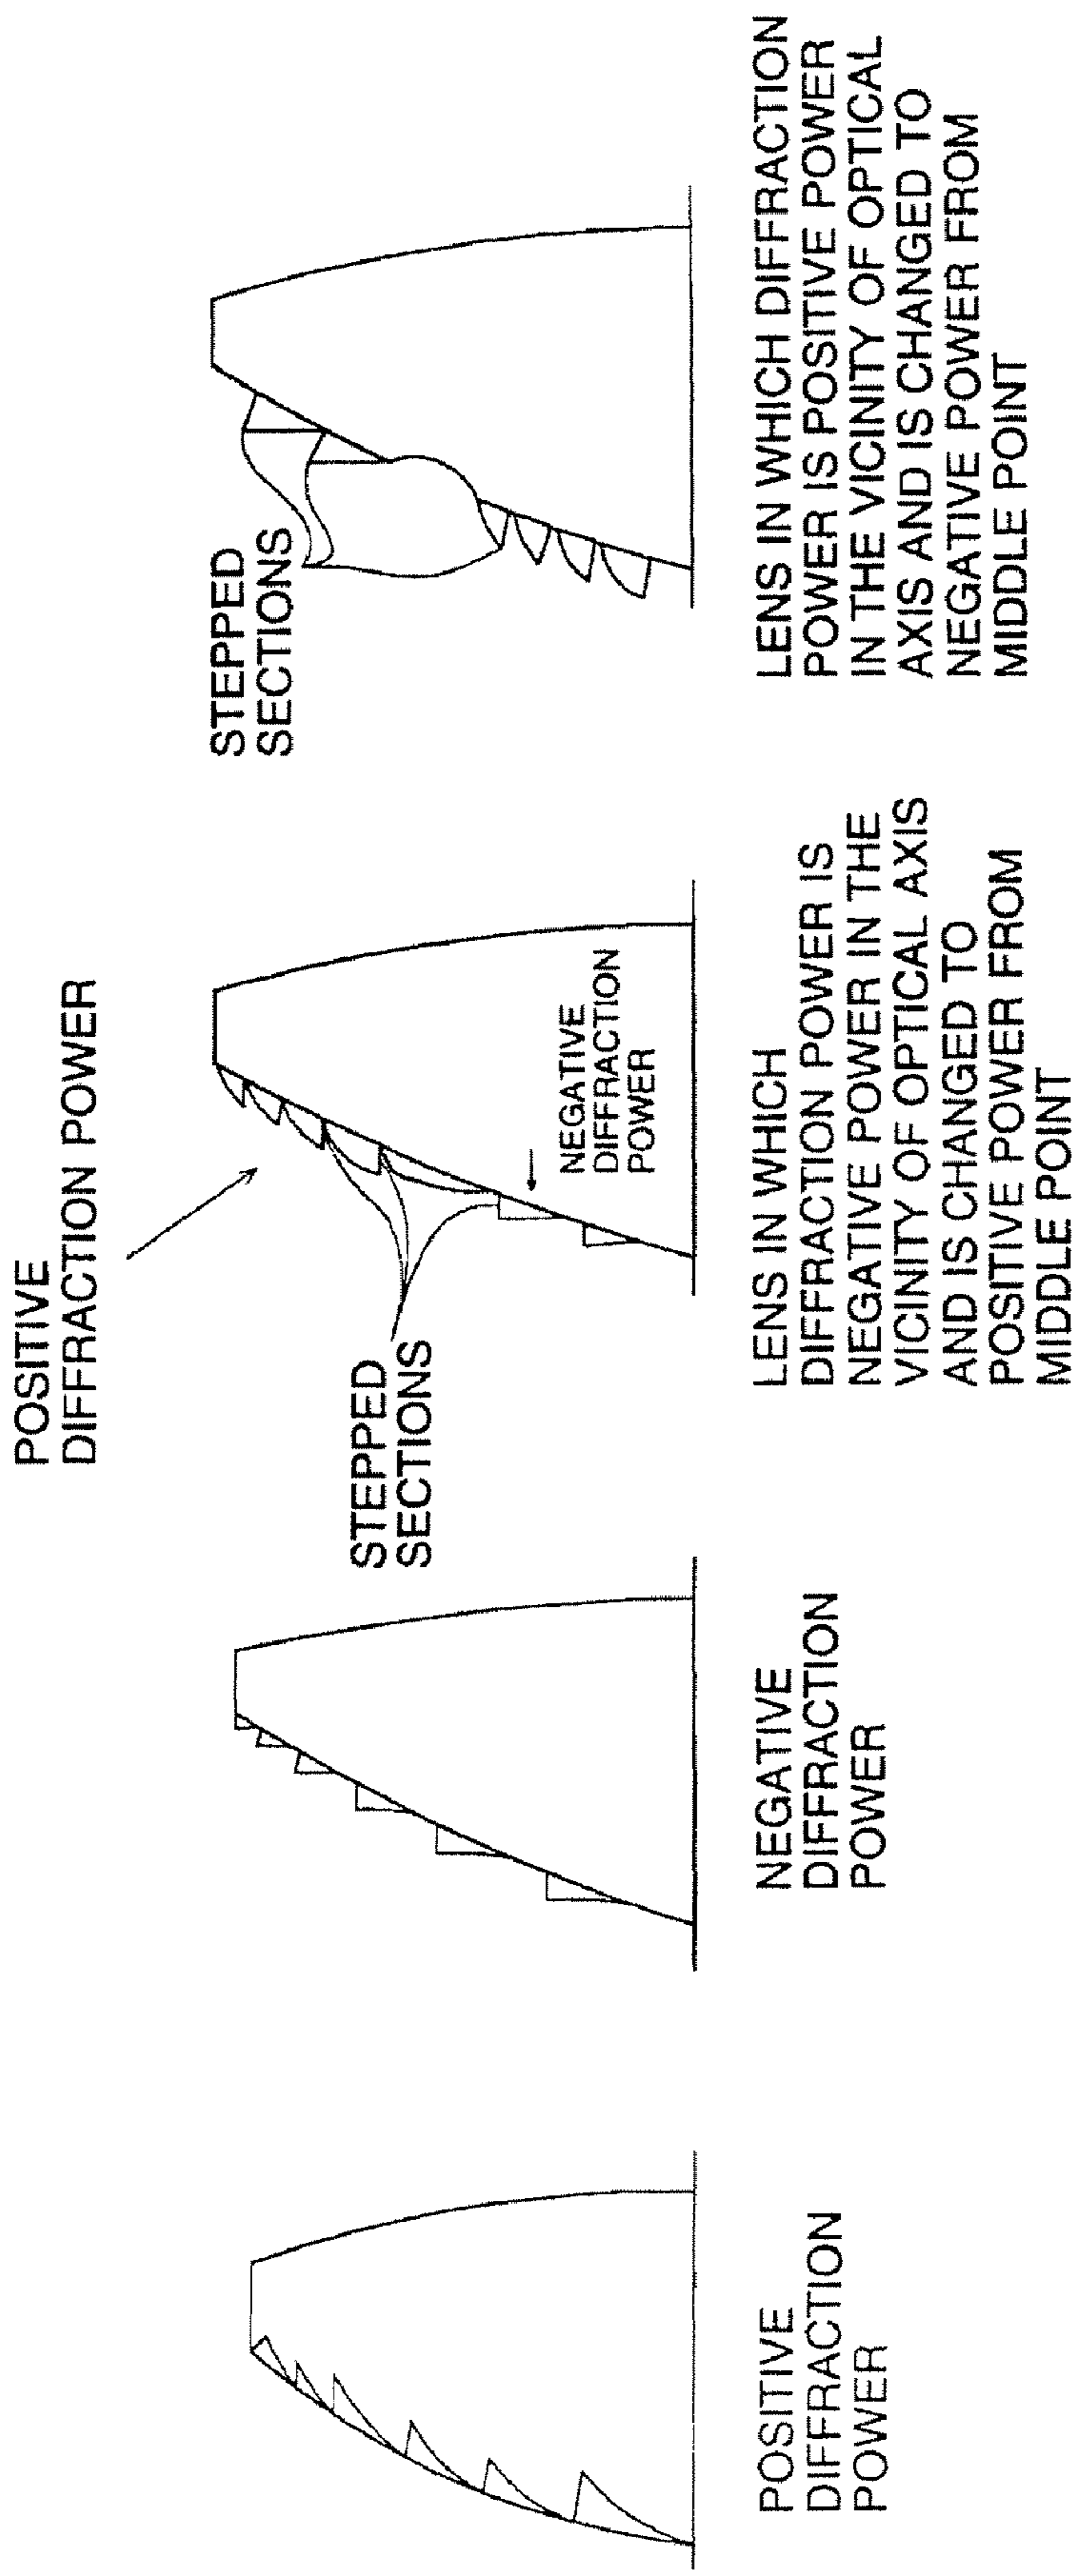 POSITIVE
DIFFRACTION
POWER
NEGATIVE
DIFFRACTION
POWER
POSITIVE
DIFFRACTION POWER
STEPPED
SECTIONS
NEGATIVE
DIFFRACTION
POWER
LENS IN WHICH
DIFFRACTION POWER IS
NEGATIVE POWER IN THE
VICINITY OF OPTICAL AXIS
AND IS CHANGED TO
POSITIVE POWER FROM
MIDDLE POINT
STEPPED
SECTIONS
LENS IN WHICH DIFFRACTION
POWER IS POSITIVE POWER
IN THE VICINITY OF OPTICAL
AXIS AND IS CHANGED TO
NEGATIVE POWER FROM
MIDDLE POINT